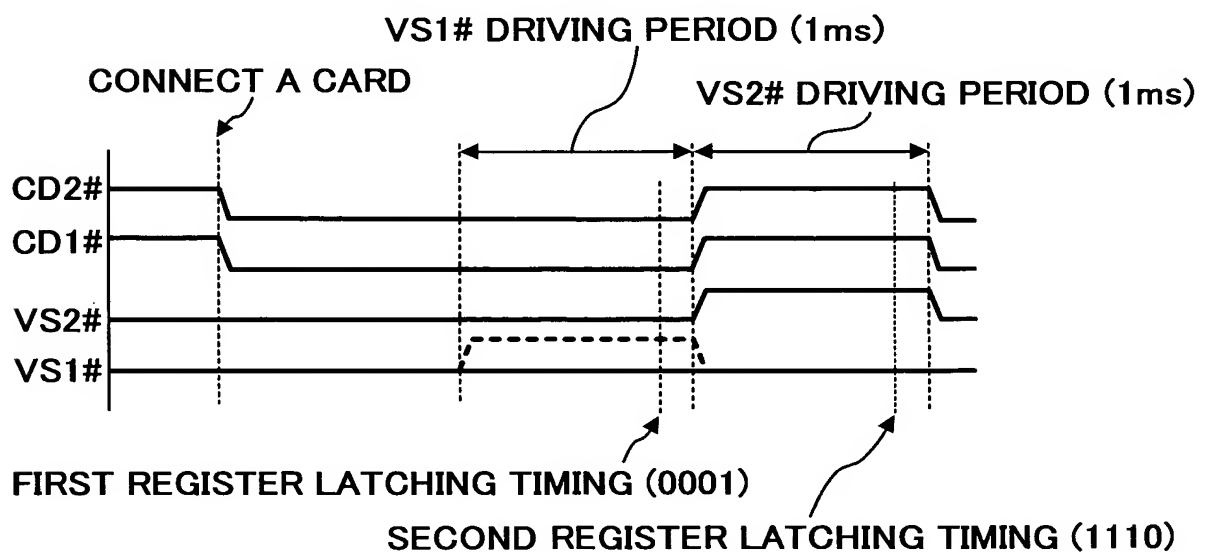 VS1# DRIVING PERIOD (1ms)
CONNECT A CARD
VS2# DRIVING PERIOD (1ms)
CD2#
CD1#
VS2#
VS1#
FIRST REGISTER LATCHING TIMING (0001)
SECOND REGISTER LATCHING TIMING (1110)